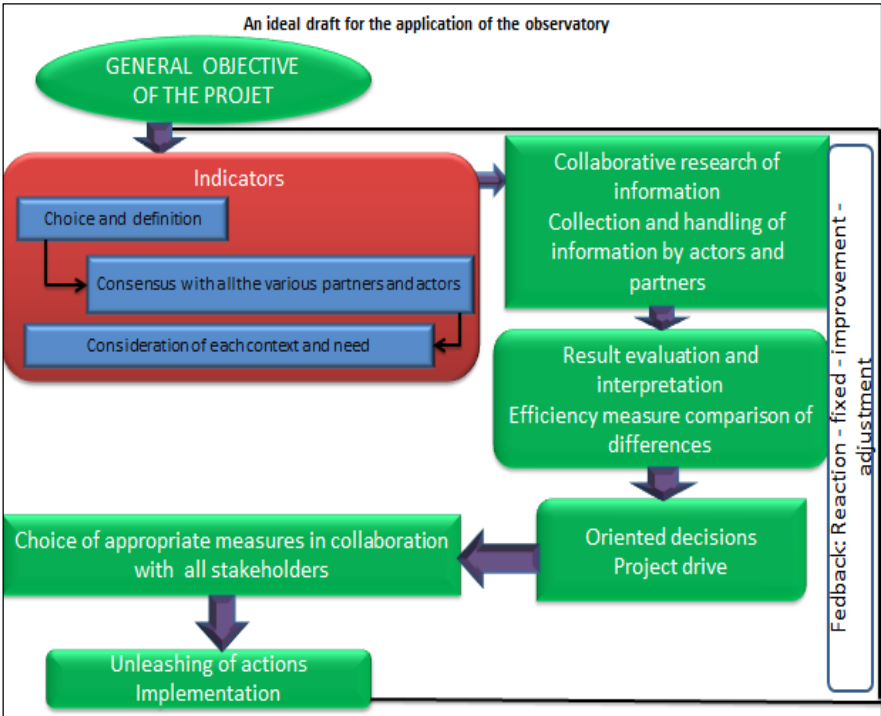 An ideal draft for the application of the observatory
GENERAL OBJECTIVE
OF THE PROJET
Indicators
Choice and definition
Consensus with allthe various partners and actors
Consideration of each context and need
Collaborative research of
information
Collection and handling of
information by actors and
partners
Result evaluation and
interpretation
Efficiency measure comparison of
differences
Oriented decisions
Project drive
Choice of appropriate measures in collaboration
with all stakeholders
Unleashing of actions
Implementation
Fedback: Reaction - fixed - improvement -
adjustment